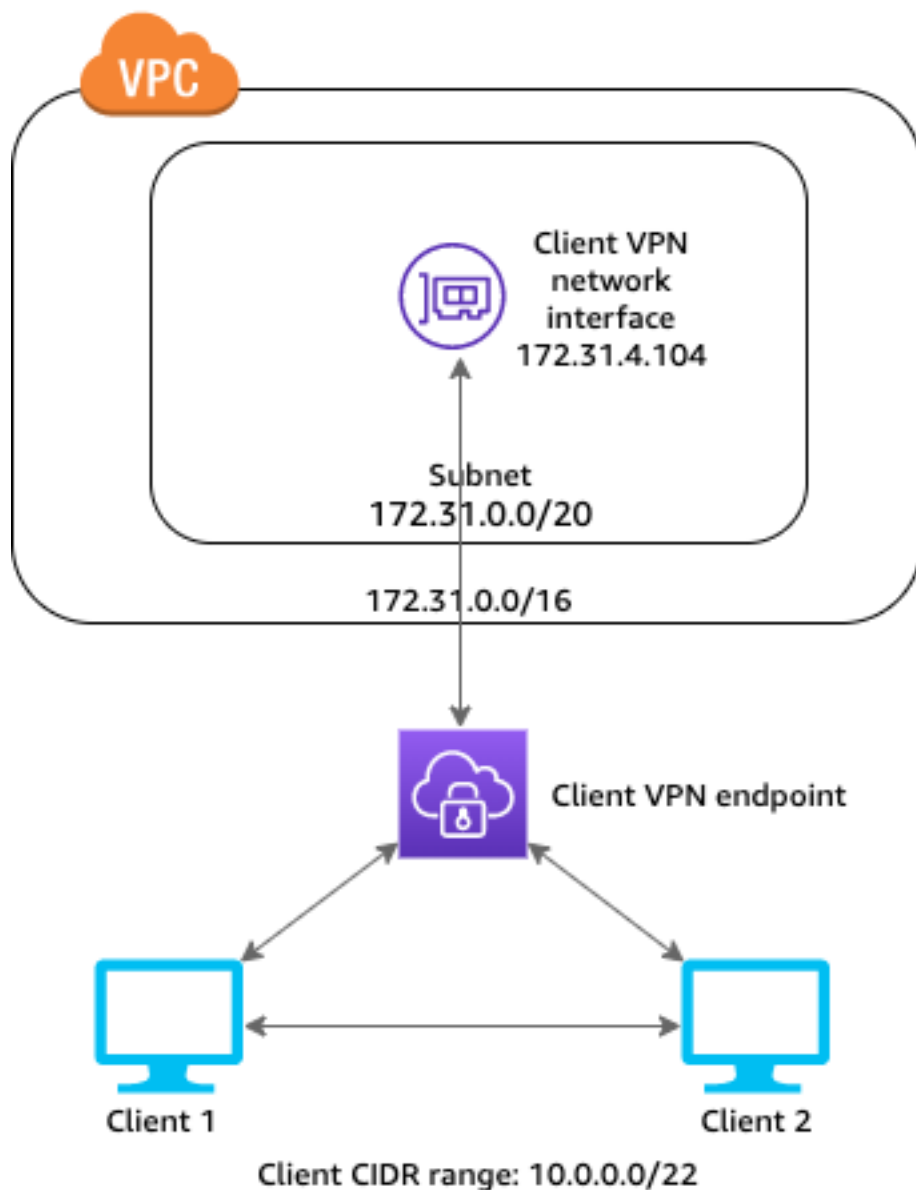 VPC
Client VPN
network
interface
172.31.4.104
Subnet
172.31.0.0/20
172.31.0.0/16
Client VPN endpoint
Client 1
Client 2
Client CIDR range: 10.0.0.0/22